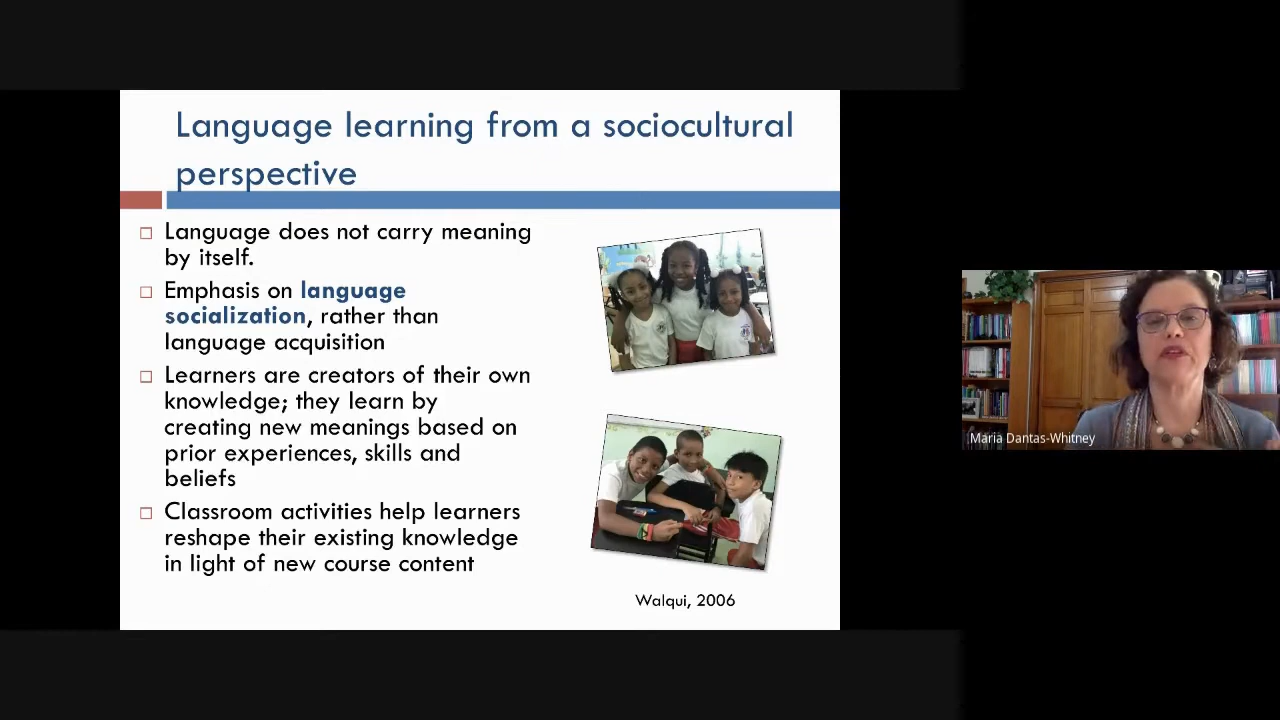 Language learning from a sociocultural
perspective
Language does not carry meaning
by itself.
Emphasis on language
socialization, rather than
language acquisition
Learners are creators of their own
knowledge; they learn by
creating new meanings based on
prior experiences, skills and
beliefs
Classroom activities help learners
reshape their existing knowledge
in light of new course content
Walqui, 2006
Maria Dantas-Whitney